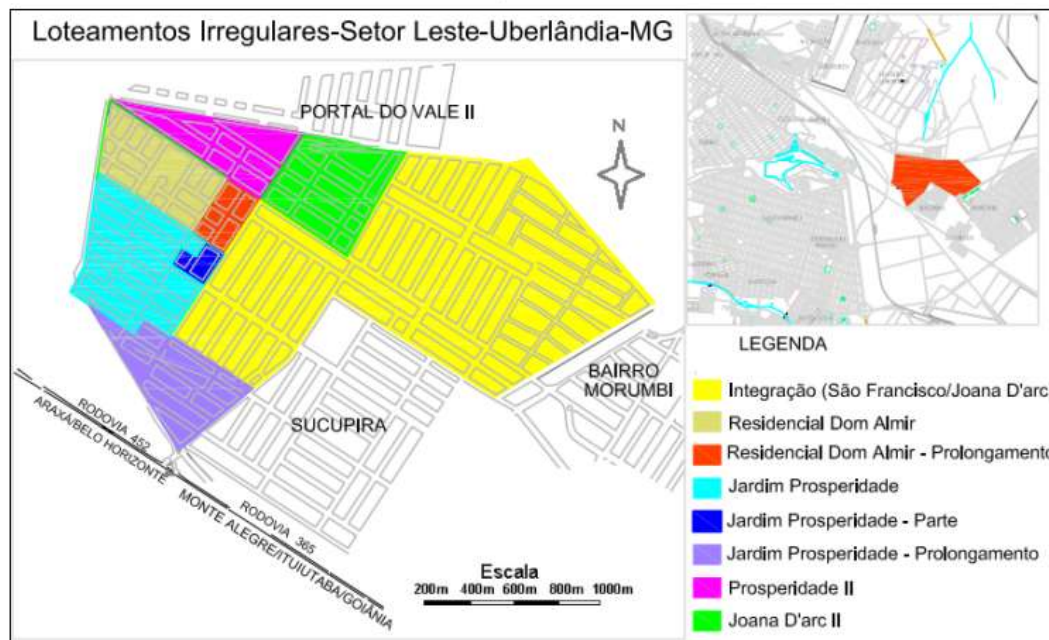 Loteamentos Irregulares-Setor Leste-Uberlândia-MG
PORTAL DO VALE II
N
SUCUPIRA
BAIRRO
MORUMBI
RODOVIA 452
ARAXÁ/BELO HORIZONTE
MONTE ALEGRE/ITUIUTABA/GOIÂNIA
RODOVIA 365
Escala
200m 400m 600m 800m 1000m
LEGENDA
Integração (São Francisco/Joana D'arc
Residencial Dom Almir
Residencial Dom Almir - Prolongamento
Jardim Prosperidade
Jardim Prosperidade - Parte
Jardim Prosperidade - Prolongamento
Prosperidade II
Joana D'arc II